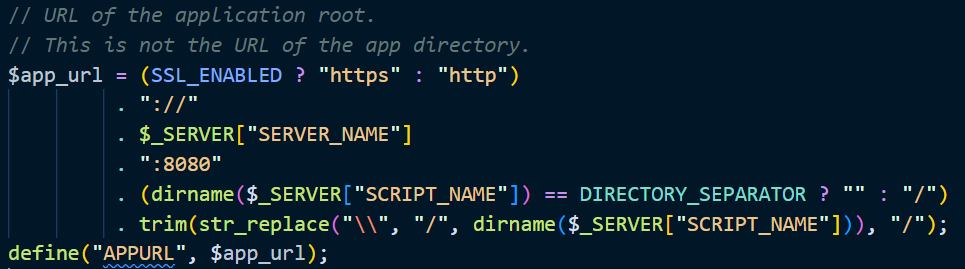 // URL of the application root.
// This is not the URL of the app directory.
$app_url = (SSL_ENABLED ? "https" : "http")
. "://"
. $_SERVER["SERVER_NAME"]
. ":8080"
. (dirname($_SERVER["SCRIPT_NAME"]) == DIRECTORY_SEPARATOR ? "" : "/")
. trim(str_replace("\\", "/", dirname($_SERVER["SCRIPT_NAME"])), "/");
define("APPURL", $app_url);